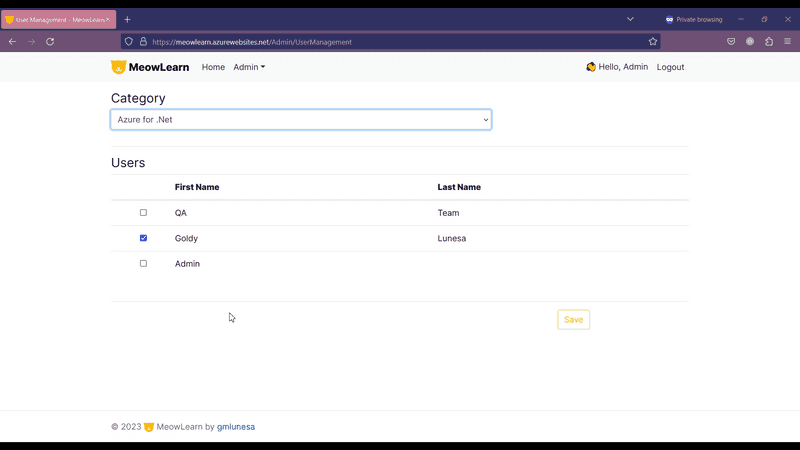 User Management - MeowLearn
Private browsing
https://meowlearn.azurewebsites.net/Admin/UserManagement
MeowLearn Home Admin Hello, Admin Logout
Category
Azure for .Net
Users
First Name Last Name
QA Team
Goldy Lunesa
Admin
Save
© 2023 MeowLearn by gmlunesa